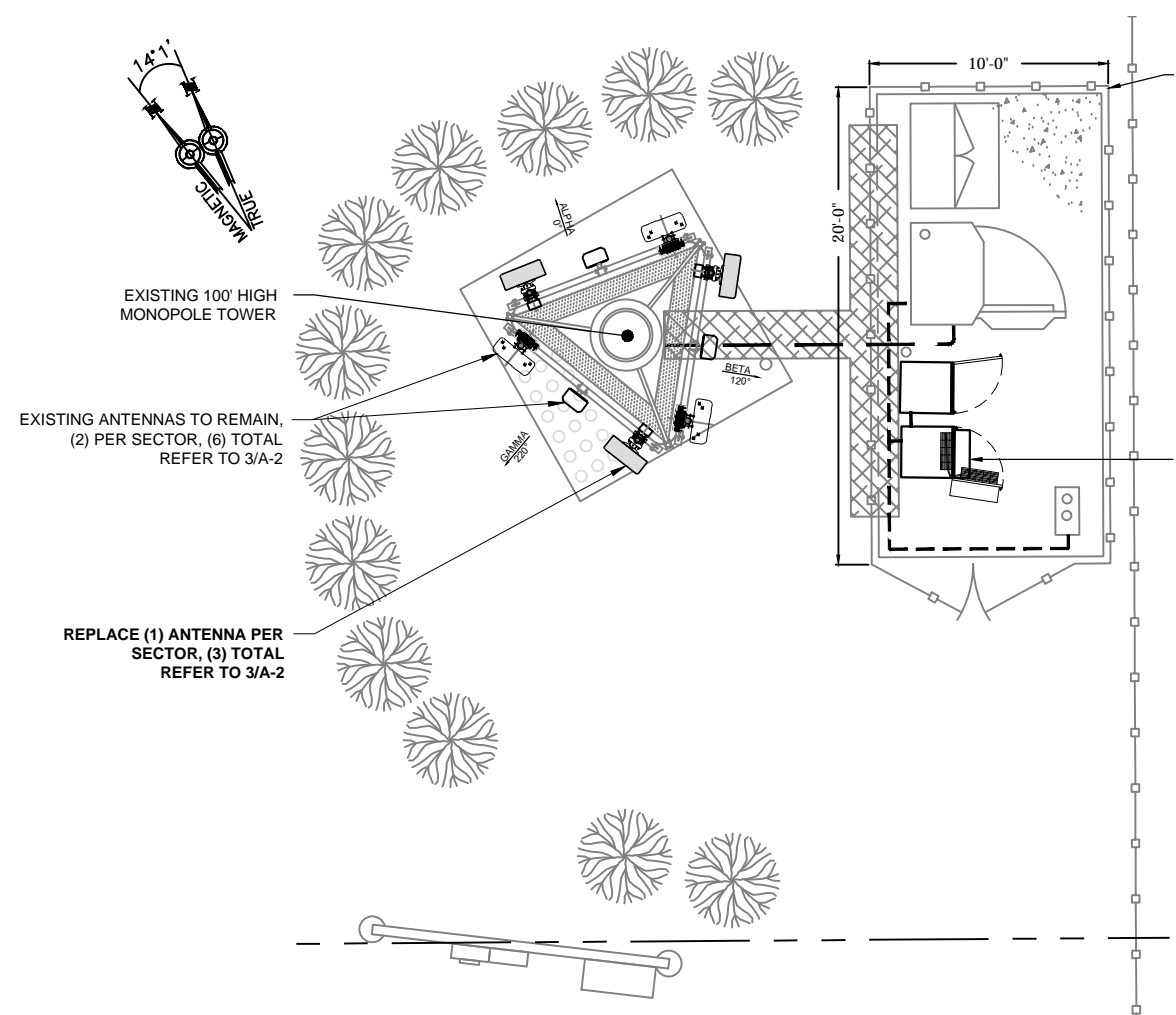 14°1'
N
N
MAGNETIC
TRUE
10'-0"
20'-0"
ALPHA
0°
EXISTING 100' HIGH
MONOPOLE TOWER
BETA
120°
EXISTING ANTENNAS TO REMAIN,
(2) PER SECTOR, (6) TOTAL
REFER TO 3/A-2
GAMMA
220°
REPLACE (1) ANTENNA PER
SECTOR, (3) TOTAL
REFER TO 3/A-2